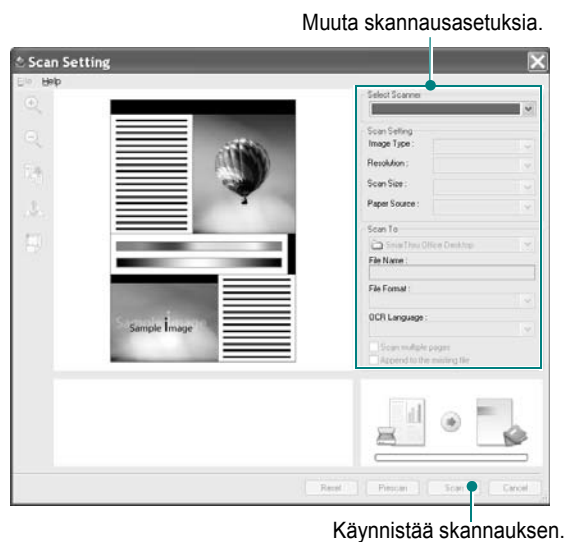 Muuta skannausasetuksia.
Scan Setting
File Help
Select Scanner
Scan Setting
Image Type :
Resolution :
Scan Size :
Paper Source :
Scan To
SmarThru Office Desktop
File Name :
File Format :
OCR Language :
Scan multiple pages
Append to the existing file
Sample Image
Reset Prescan Scan Cancel
Käynnistää skannauksen.